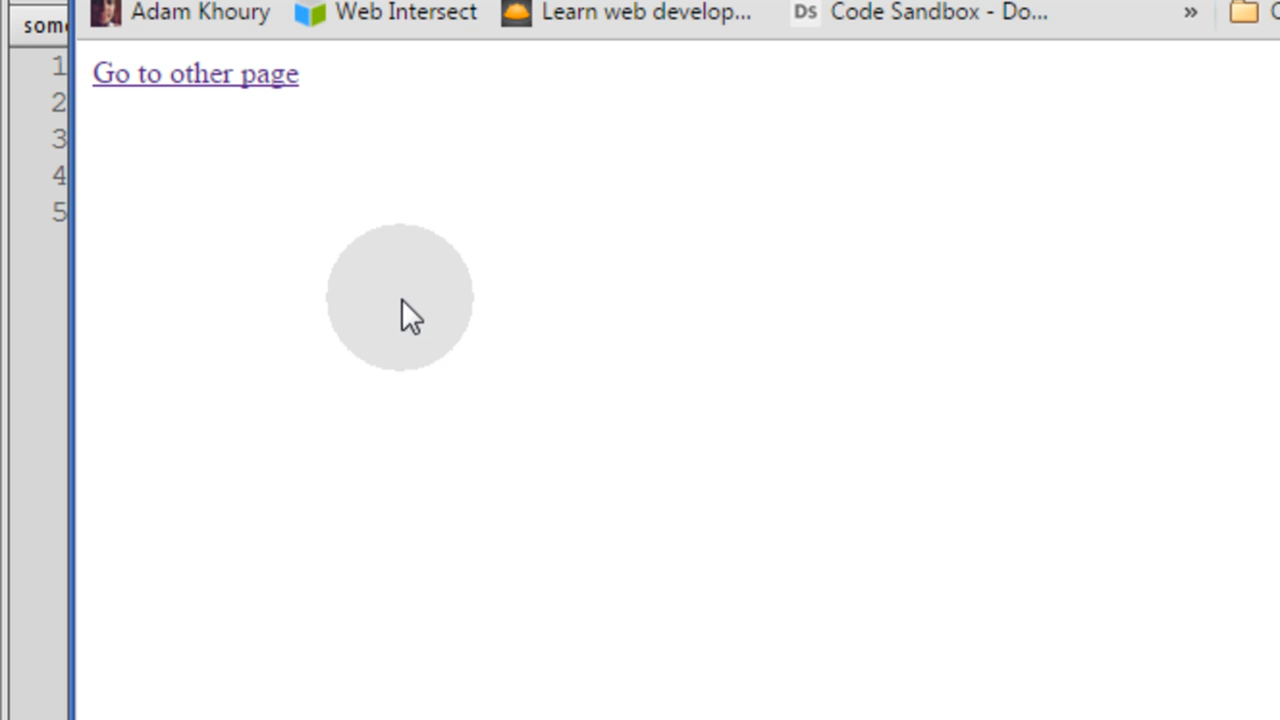 Adam Khoury Web Intersect Learn web develop... DS Code Sandbox - Do... »
some
Go to other page
1
2
3
4
5